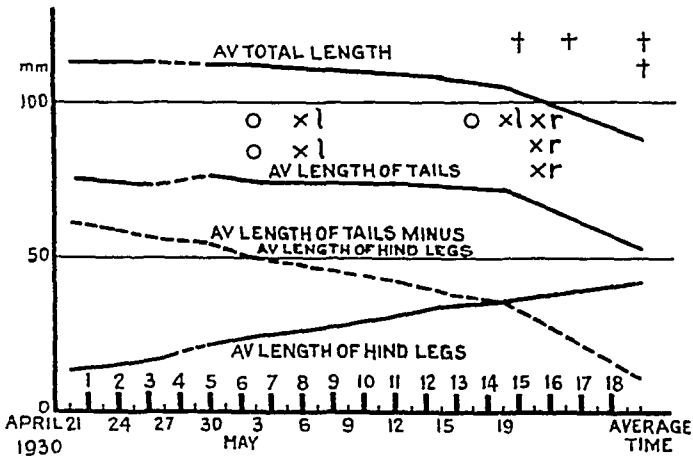 AV TOTAL LENGTH
† † †
mm †
100
O ×l O ×l ×r
O ×l ×r
AV LENGTH OF TAILS ×r
AV LENGTH OF TAILS MINUS
AV LENGTH OF HIND LEGS
50
AV LENGTH OF HIND LEGS
1 2 3 4 5 6 7 8 9 10 11 12 13 14 15 16 17 18
0
APRIL 21 24 27 30 3 6 9 12 15 19 AVERAGE
1930 MAY TIME